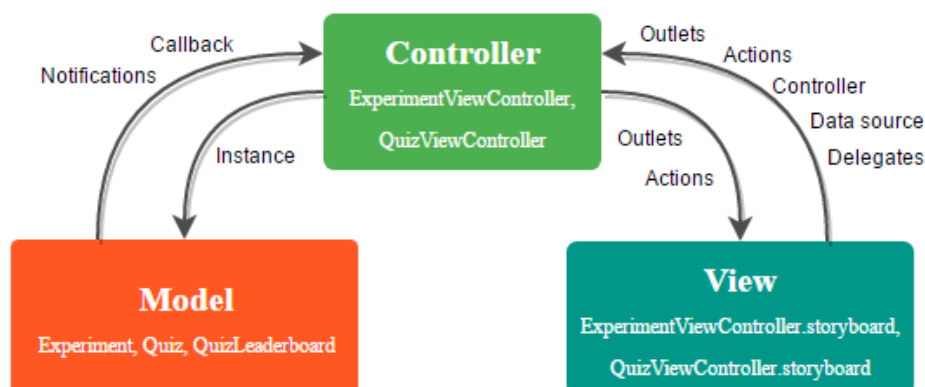 Callback
Notifications
Instance
Controller
ExperimentViewController,
QuizViewController
Outlets
Actions
Controller
Data source
Delegates
Outlets
Actions
Model
Experiment, Quiz, QuizLeaderboard
View
ExperimentViewController.storyboard,
QuizViewController.storyboard